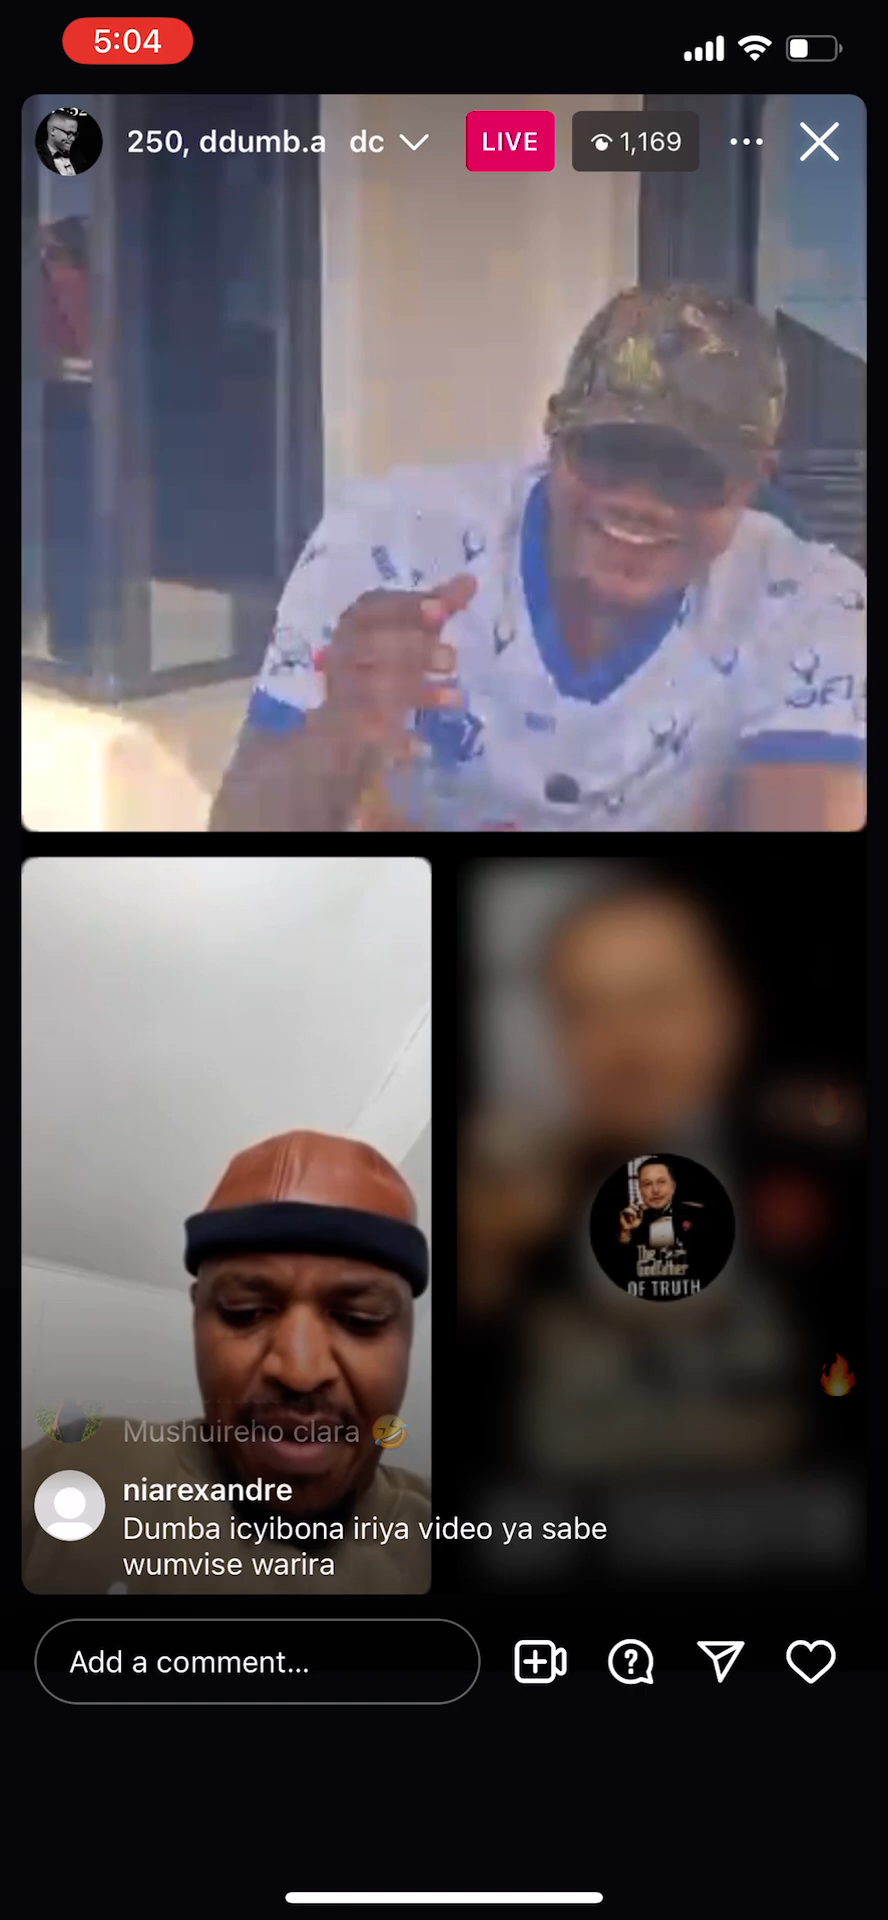 5:04
250, ddumb.a dc
LIVE
1,169
The
Godfather
OF TRUTH
Mushuireho clara 🤣
niarexandre
Dumba icyibona iriya video ya sabe
wumvise warira
Add a comment...